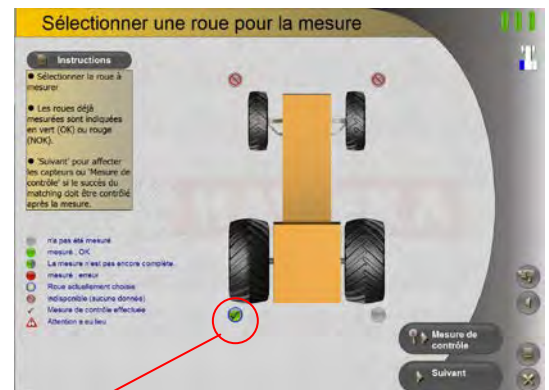 Sélectionner une roue pour la mesure
Instructions
● Sélectionner la roue à
mesurer
● Les roues déjà
mesurées sont indiquées
en vert (OK) ou rouge
(NOK).
● 'Suivant' pour affecter
les capteurs ou 'Mesure de
contrôle' si le succès du
matching doit être contrôlé
après la mesure.
n'a pas été mesuré
mesuré : OK
La mesure n'est pas encore complète.
mesuré : erreur
Roue actuellement choisie
Indisponible (aucune donnée)
Mesure de contrôle effectuée
Attention a eu lieu
Mesure de
contrôle
Suivant